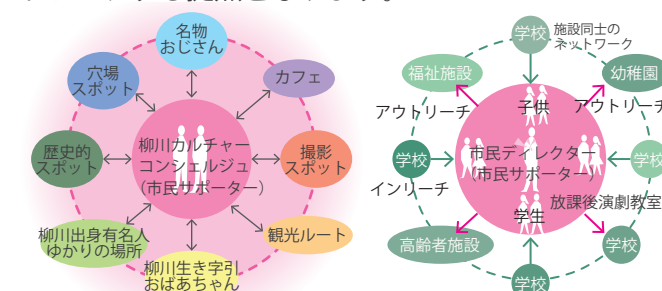 名物
おじさん
穴場
スポット
カフェ
歴史的
スポット
柳川カルチャー
コンシェルジュ
（市民サポーター）
撮影
スポット
柳川出身有名人
ゆかりの場所
観光ルート
柳川生き字引
おばあちゃん
学校
施設同士の
ネットワーク
福祉施設
幼稚園
アウトリーチ
子供
アウトリーチ
学校
市民ディレクター
（市民サポーター）
学校
インリーチ
放課後演劇教室
学生
高齢者施設
学校
学校